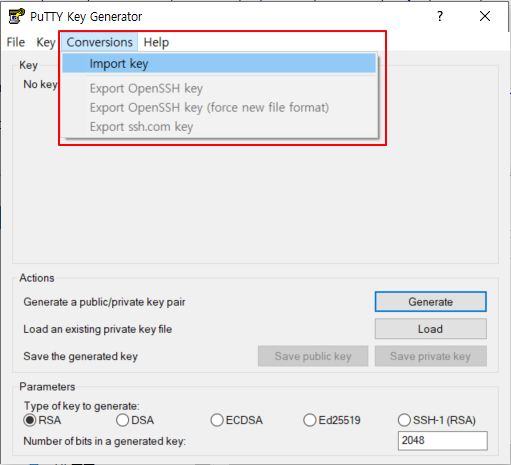 PuTTY Key Generator ? ×
File Key Conversions Help
Import key
Export OpenSSH key
Export OpenSSH key (force new file format)
Export ssh.com key
Key
No key
Actions
Generate a public/private key pair Generate
Load an existing private key file Load
Save the generated key Save public key Save private key
Parameters
Type of key to generate:
RSA DSA ECDSA Ed25519 SSH-1 (RSA)
Number of bits in a generated key: 2048